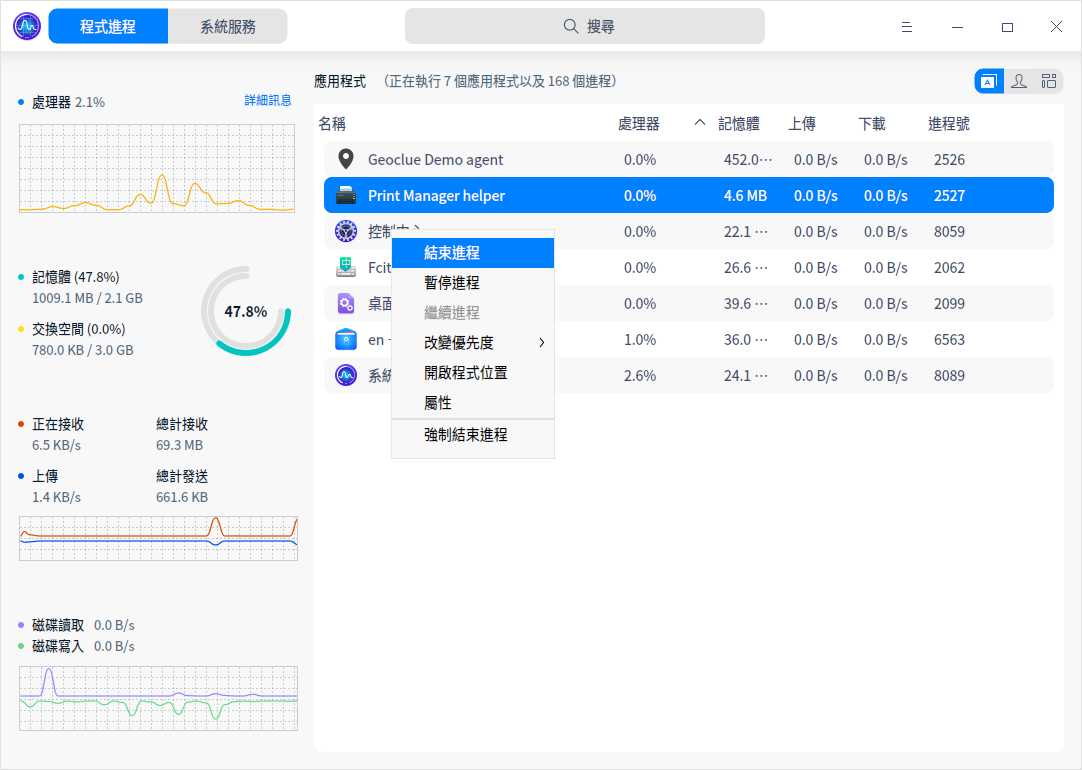 程式進程
系統服務
搜尋
處理器 2.1%
詳細訊息
記憶體 (47.8%)
1009.1 MB / 2.1 GB
交換空間 (0.0%)
780.0 KB / 3.0 GB
47.8%
正在接收
總計接收
6.5 KB/s
69.3 MB
上傳
總計發送
1.4 KB/s
661.6 KB
磁碟讀取 0.0 B/s
磁碟寫入 0.0 B/s
應用程式 （正在執行 7 個應用程式以及 168 個進程）
名稱 處理器 記憶體 上傳 下載 進程號
Geoclue Demo agent 0.0% 452.0··· 0.0 B/s 0.0 B/s 2526
Print Manager helper 0.0% 4.6 MB 0.0 B/s 0.0 B/s 2527
控制中心 0.0% 22.1 ··· 0.0 B/s 0.0 B/s 8059
Fcit 0.0% 26.6 ··· 0.0 B/s 0.0 B/s 2062
桌面 0.0% 39.6 ··· 0.0 B/s 0.0 B/s 2099
en 1.0% 36.0 ··· 0.0 B/s 0.0 B/s 6563
系統 2.6% 24.1 ··· 0.0 B/s 0.0 B/s 8089
結束進程
暫停進程
繼續進程
改變優先度
開啟程式位置
屬性
強制結束進程